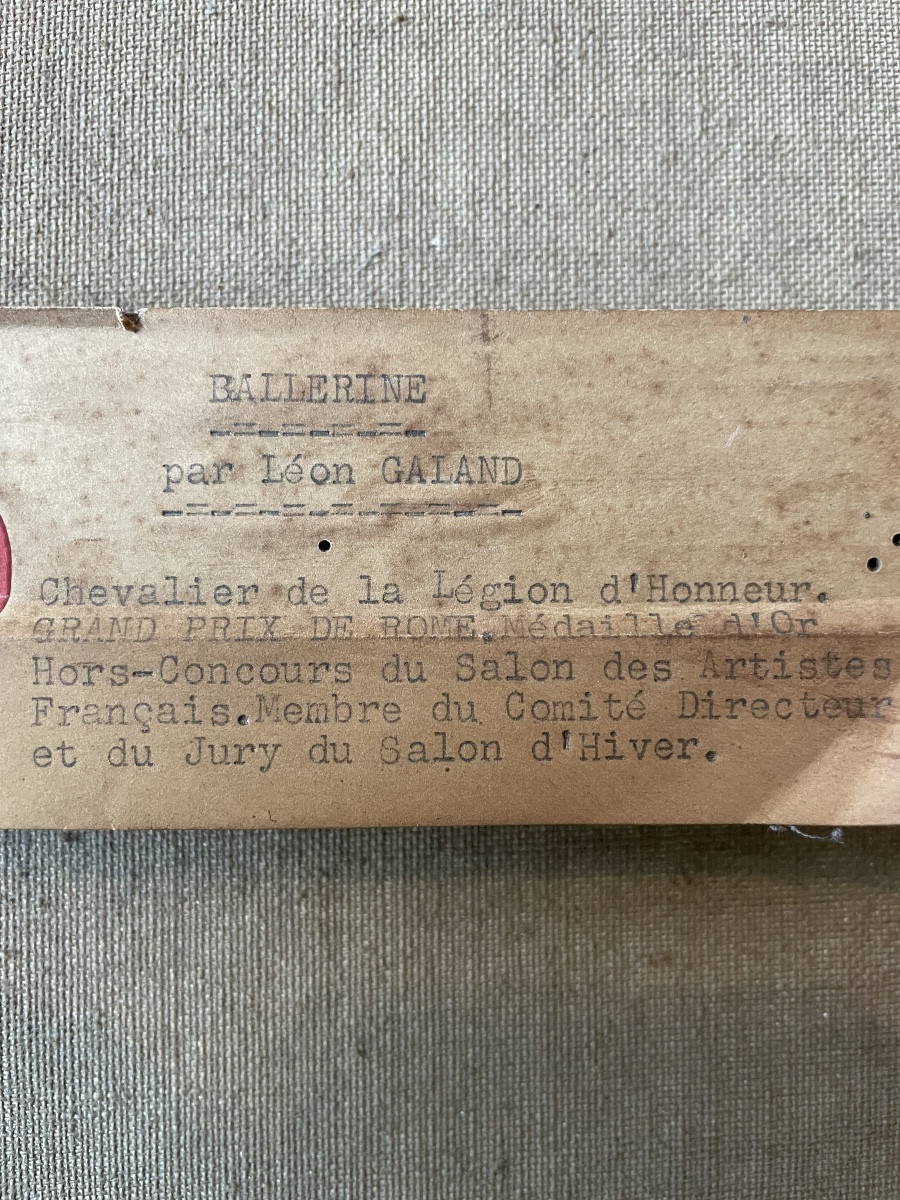 BALLERINE
-=-=-=-=-
par Léon GALAND
-=-=-=-=-=-=-=-
Chevalier de la Légion d'Honneur.
GRAND PRIX DE ROME.Médaille d'Or
Hors-Concours du Salon des Artistes
Français.Membre du Comité Directeur
et du Jury du Salon d'Hiver.